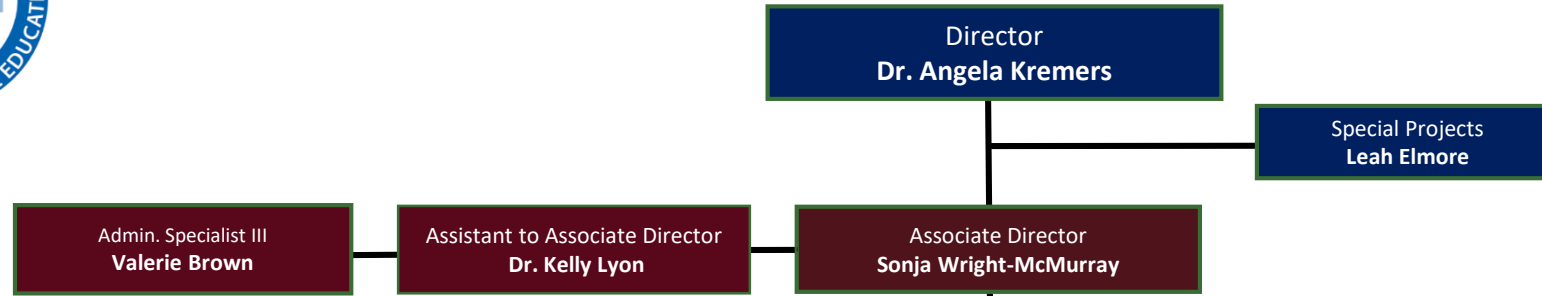 EDUCATI
Director
Dr. Angela Kremers
Special Projects
Leah Elmore
Admin. Specialist III
Valerie Brown
Assistant to Associate Director
Dr. Kelly Lyon
Associate Director
Sonja Wright-McMurray